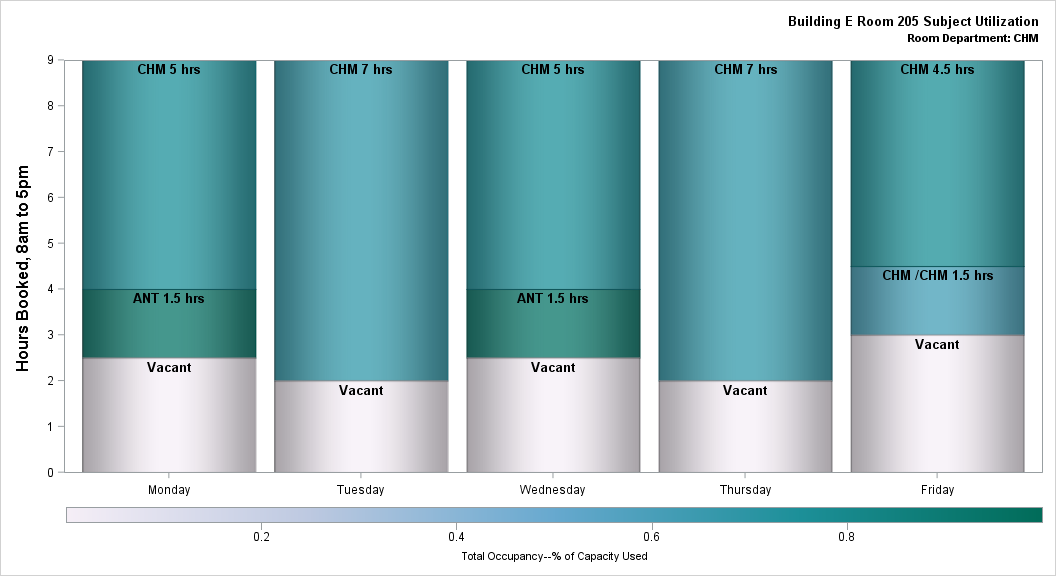 Building E Room 205 Subject Utilization
Room Department: CHM
Hours Booked, 8am to 5pm
9
8
7
6
5
4
3
2
1
0
CHM 5 hrs
ANT 1.5 hrs
Vacant
CHM 7 hrs
Vacant
CHM 5 hrs
ANT 1.5 hrs
Vacant
CHM 7 hrs
Vacant
CHM 4.5 hrs
CHM /CHM 1.5 hrs
Vacant
Monday
Tuesday
Wednesday
Thursday
Friday
0.2
0.4
0.6
0.8
Total Occupancy--% of Capacity Used